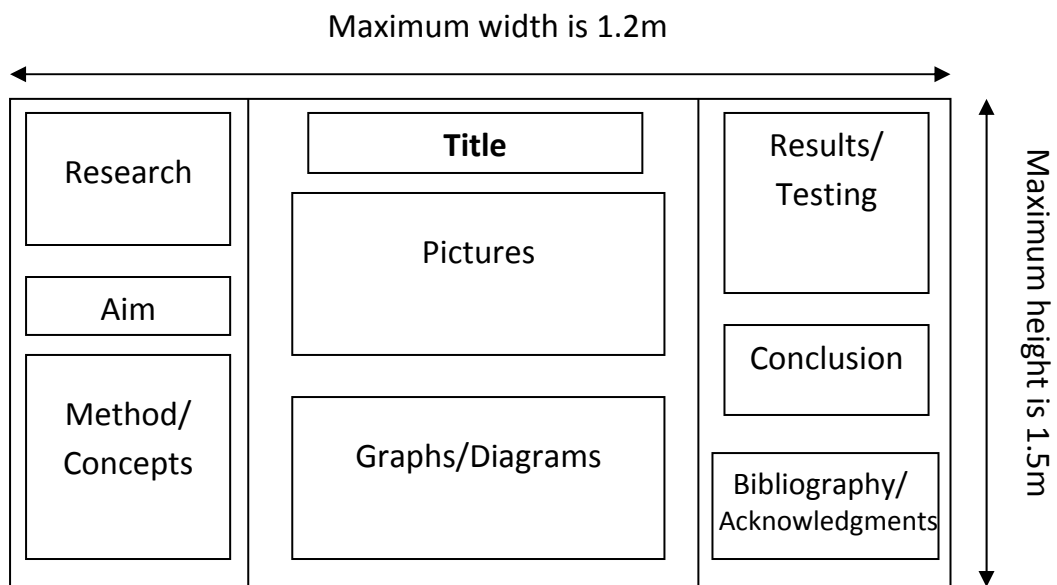 Maximum width is 1.2m
Research
Aim
Method/
Concepts
Title
Pictures
Graphs/Diagrams
Results/
Testing
Conclusion
Bibliography/
Acknowledgments
Maximum height is 1.5m